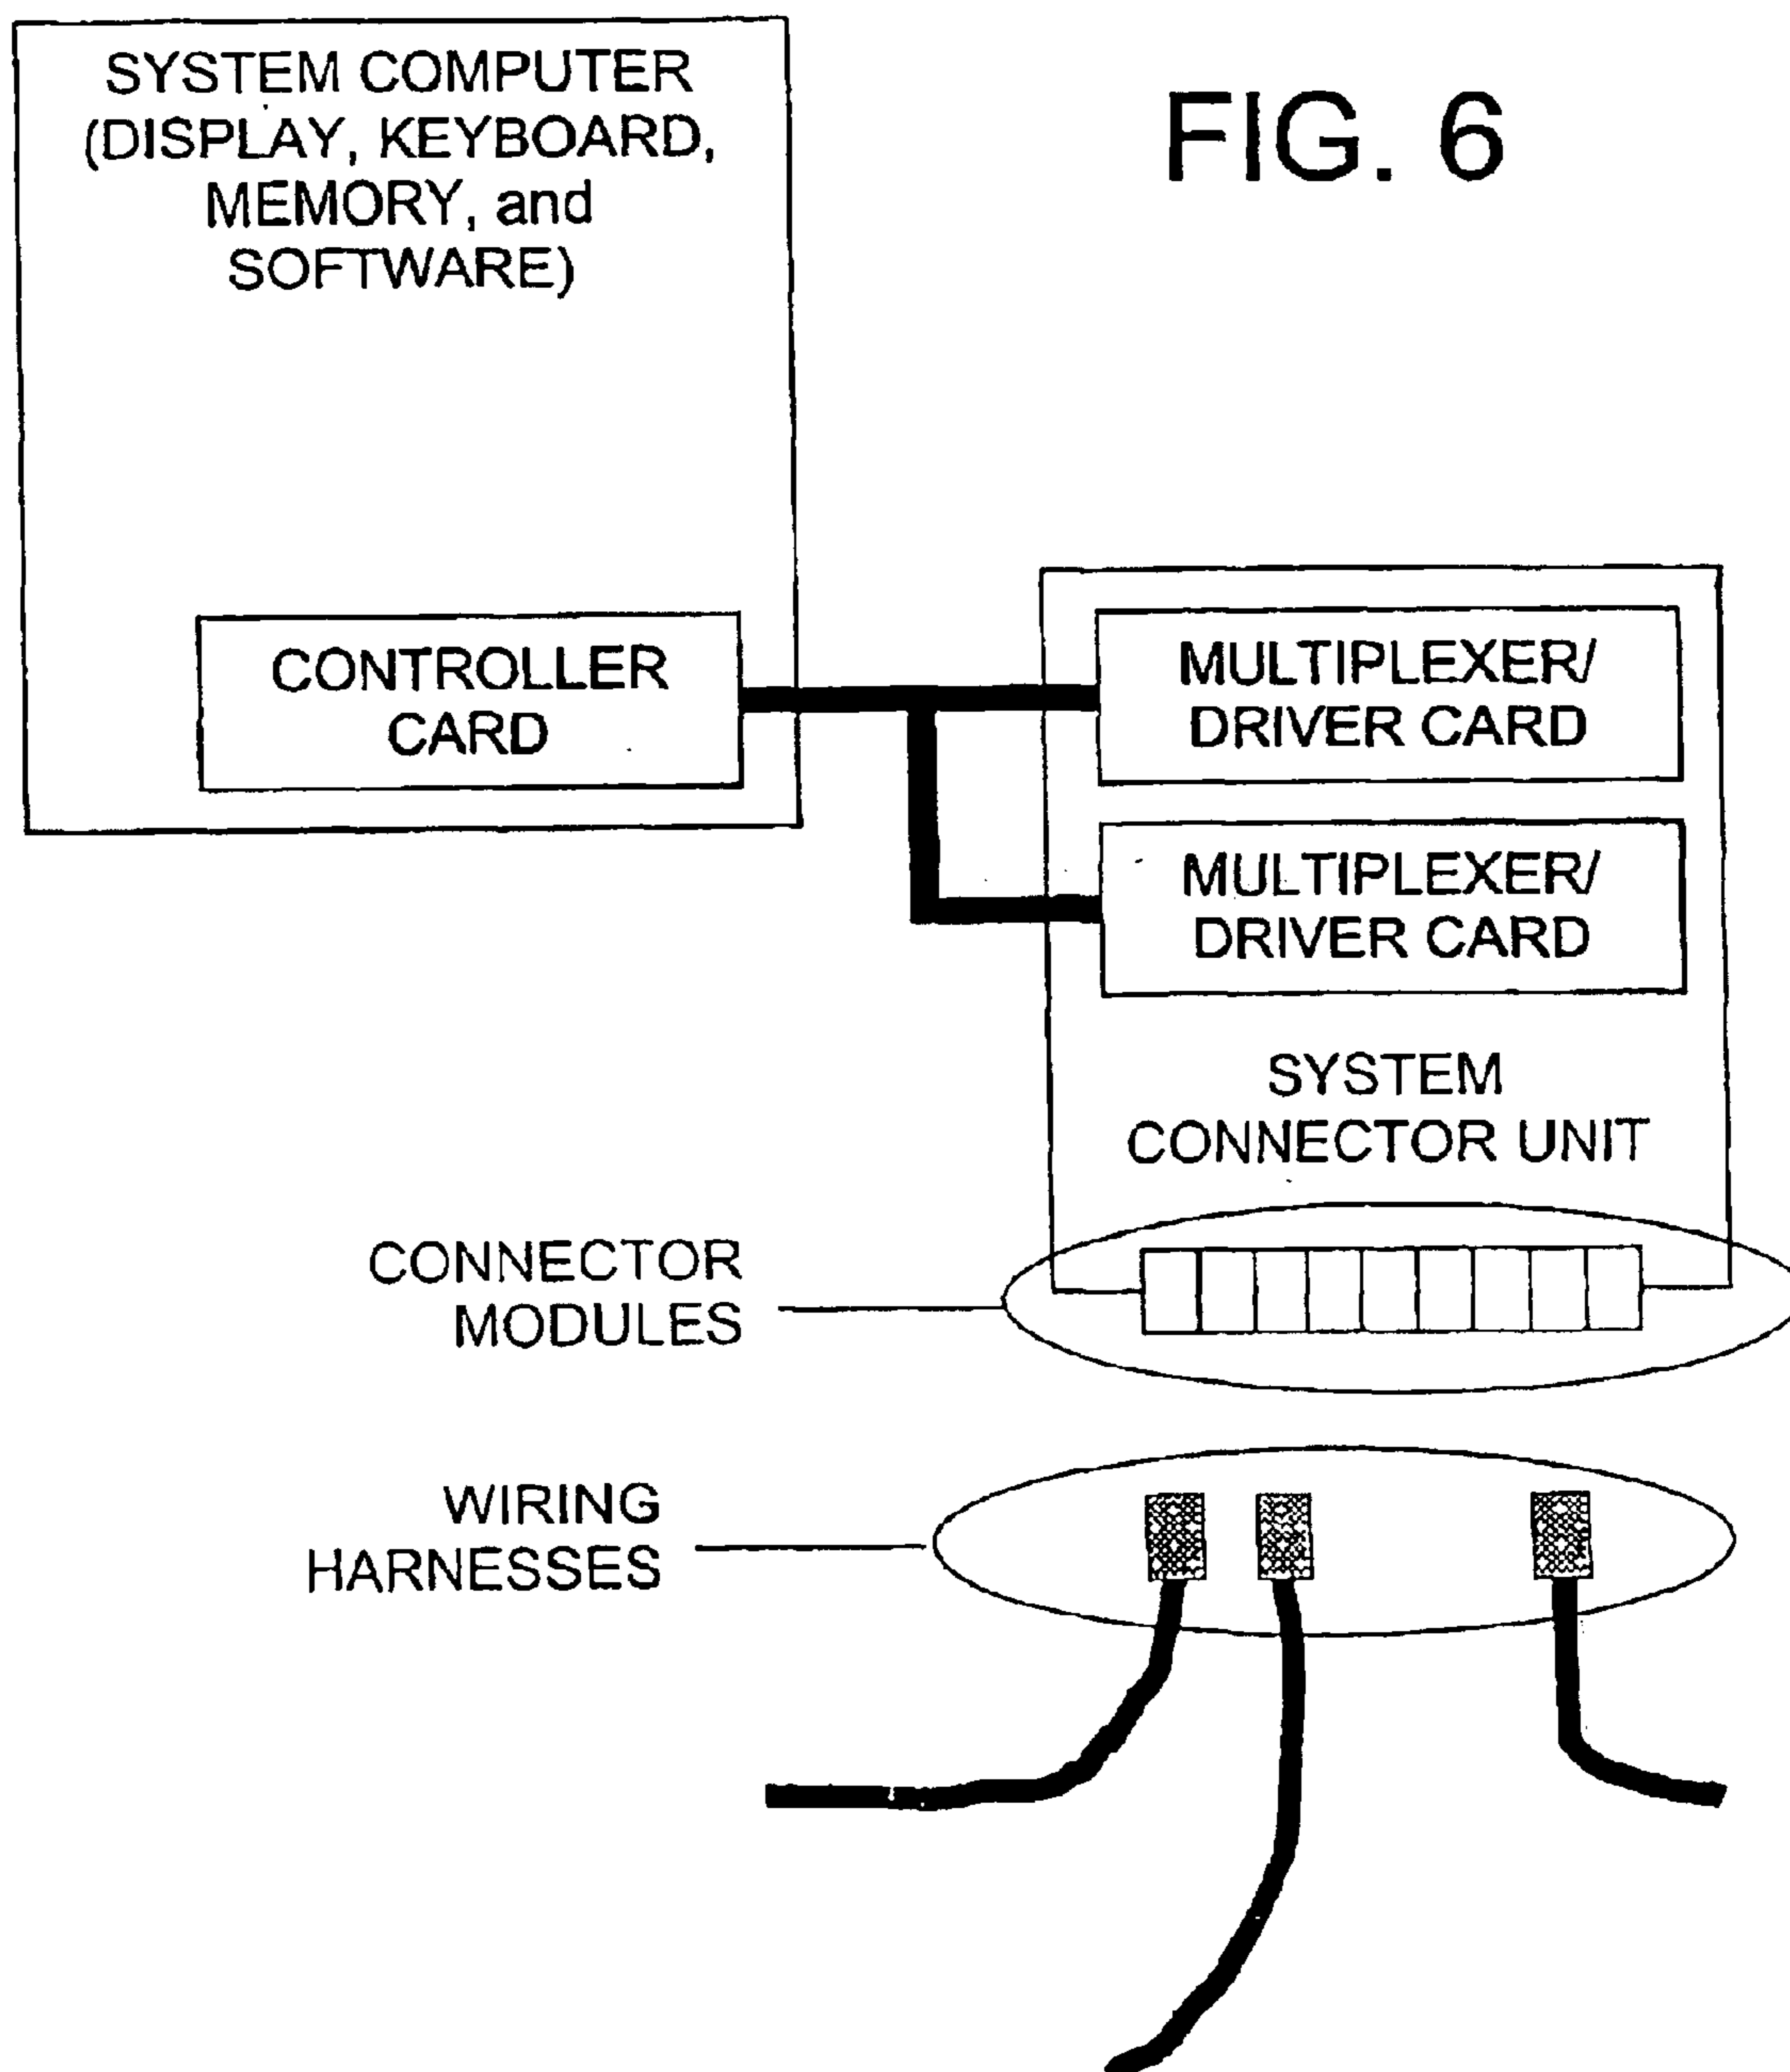 SYSTEM COMPUTER
(DISPLAY, KEYBOARD,
MEMORY, and
SOFTWARE)
FIG. 6
CONTROLLER
CARD
MULTIPLEXER/
DRIVER CARD
MULTIPLEXER/
DRIVER CARD
SYSTEM
CONNECTOR UNIT
CONNECTOR
MODULES
WIRING
HARNESSES